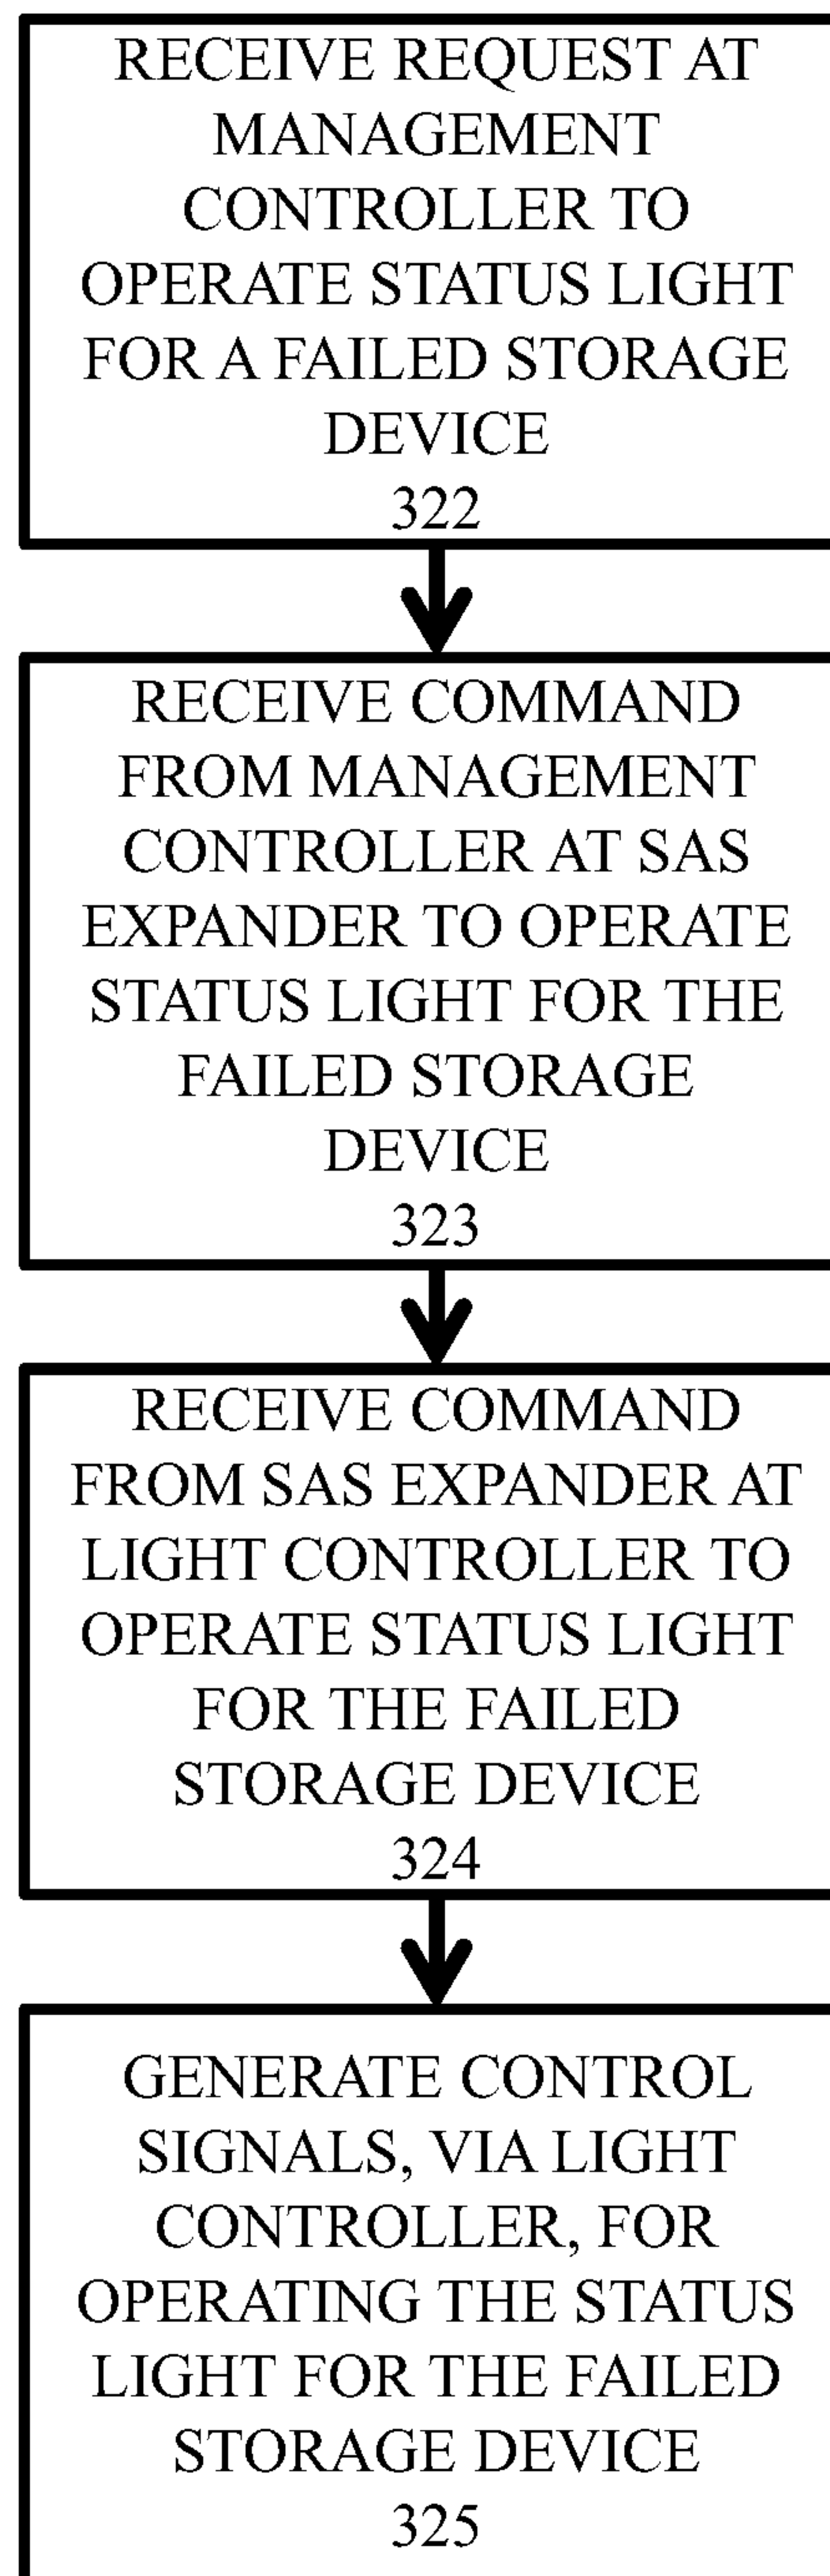 RECEIVE REQUEST AT
MANAGEMENT
CONTROLLER TO
OPERATE STATUS LIGHT
FOR A FAILED STORAGE
DEVICE
322
RECEIVE COMMAND
FROM MANAGEMENT
CONTROLLER AT SAS
EXPANDER TO OPERATE
STATUS LIGHT FOR THE
FAILED STORAGE
DEVICE
323
RECEIVE COMMAND
FROM SAS EXPANDER AT
LIGHT CONTROLLER TO
OPERATE STATUS LIGHT
FOR THE FAILED
STORAGE DEVICE
324
GENERATE CONTROL
SIGNALS, VIA LIGHT
CONTROLLER, FOR
OPERATING THE STATUS
LIGHT FOR THE FAILED
STORAGE DEVICE
325